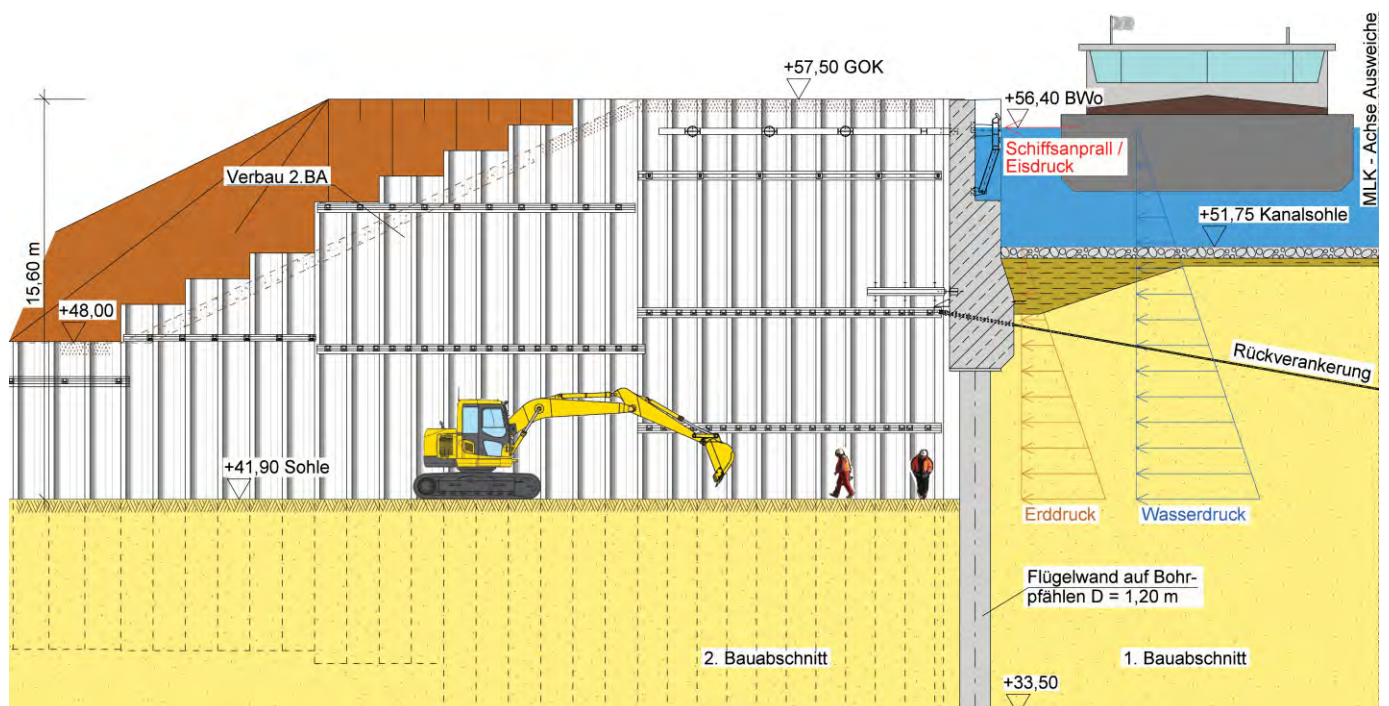 +57,50 GOK
+56,40 BWo
Schiffsanprall /
Eisdruck
MLK - Achse Ausweiche
Verbau 2.BA
+51,75 Kanalsohle
15,60 m
+48,00
Rückverankerung
+41,90 Sohle
Erddruck
Wasserdruck
Flügelwand auf Bohr-
pfählen D = 1,20 m
2. Bauabschnitt
1. Bauabschnitt
+33,50